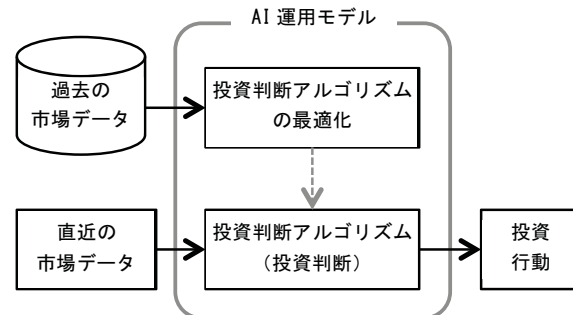 AI 運用モデル
過去の
市場データ
投資判断アルゴリズム
の最適化
直近の
市場データ
投資判断アルゴリズム
（投資判断）
投資
行動